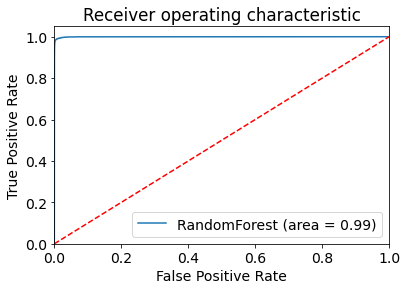 Receiver operating characteristic
True Positive Rate
1.0
0.8
0.6
0.4
0.2
0.0
RandomForest (area = 0.99)
0.0 0.2 0.4 0.6 0.8 1.0
False Positive Rate